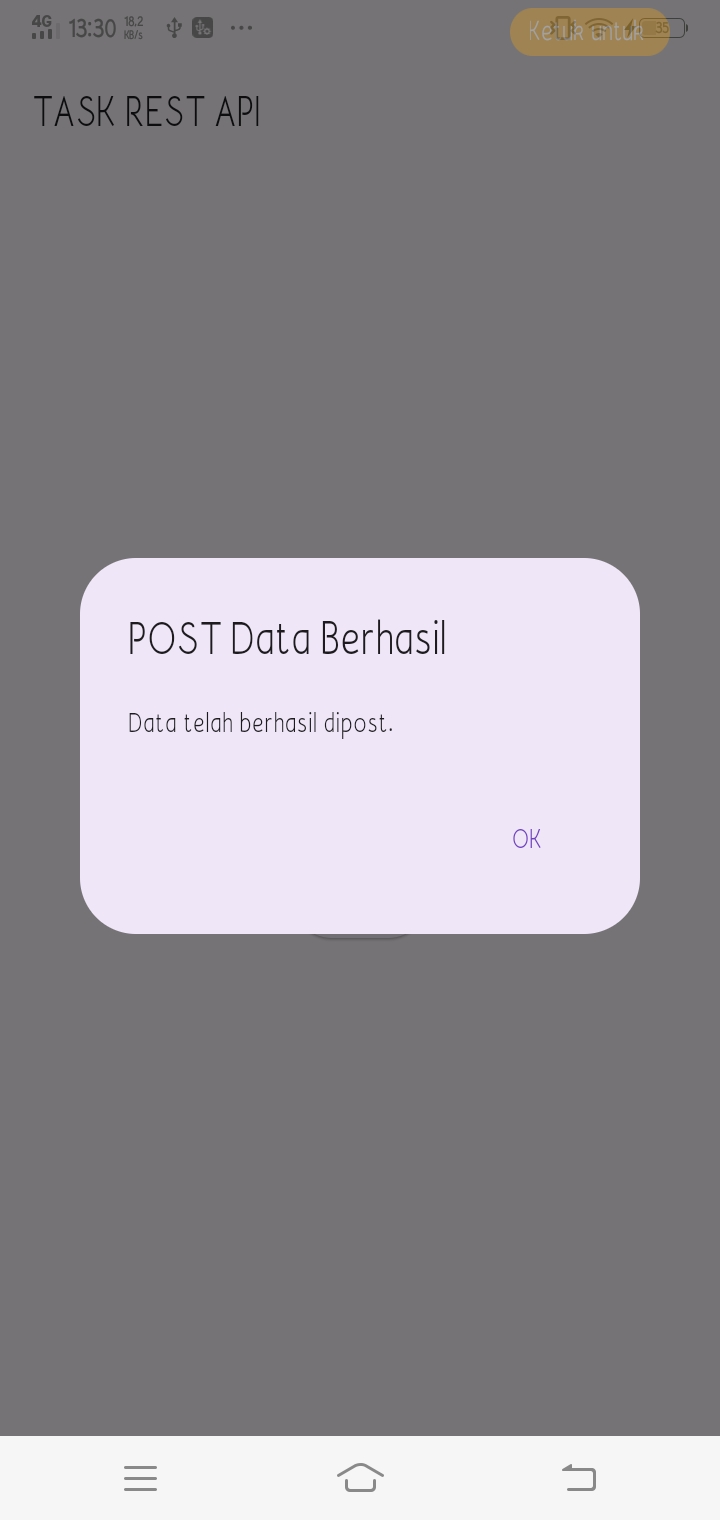 4G 13:30 18.2 KB/s Ketuk untuk 35
TASK REST API
POST Data Berhasil
Data telah berhasil dipost.
OK